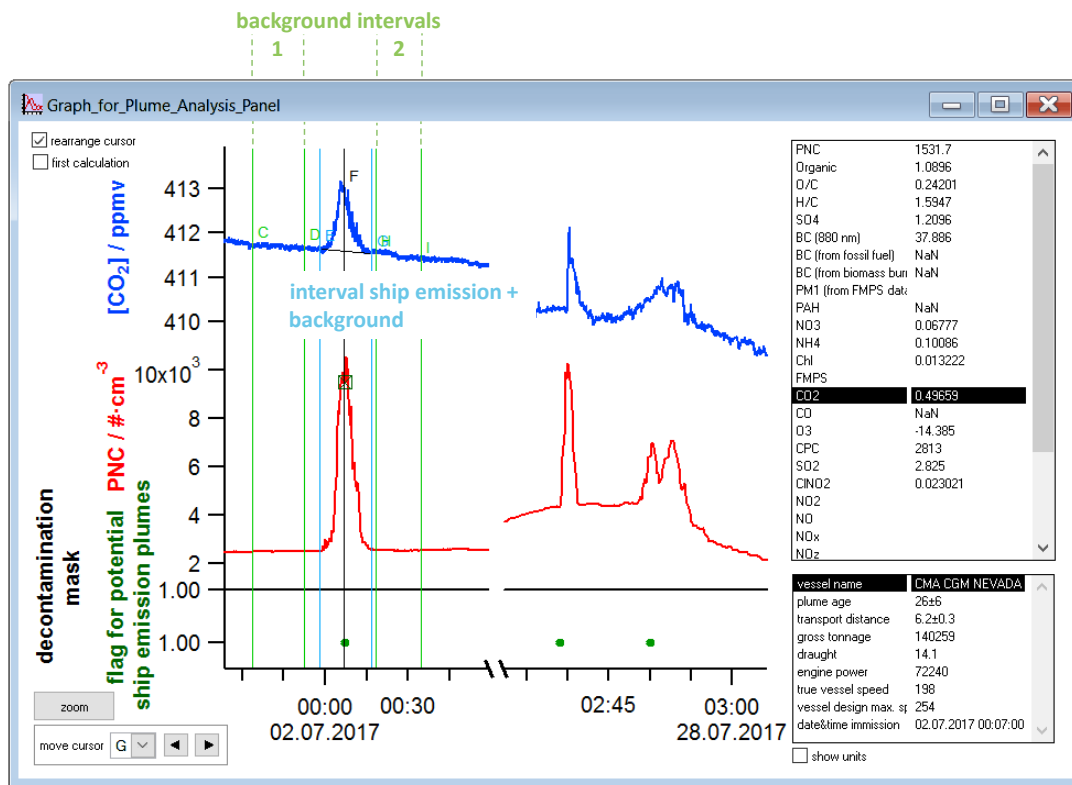 background intervals
1 2
Graph_for_Plume_Analysis_Panel
rearrange cursor
first calculation
[CO₂] / ppmv
413
412
411
410
F
C
D
E
G
H
I
interval ship emission +
background
PNC / #·cm⁻³
10x10³
8
6
4
2
decontamination
mask
1.00
flag for potential
ship emission plumes
1.00
00:00 00:30 02:45 03:00
02.07.2017 28.07.2017
zoom
move cursor G
PNC 1531.7
Organic 1.0896
O/C 0.24201
H/C 1.5947
SO4 1.2096
BC (880 nm) 37.886
BC (from fossil fuel) NaN
BC (from biomass burn NaN
PM1 (from FMPS data
PAH NaN
NO3 0.06777
NH4 0.10086
Chl 0.013222
FMPS
CO2 0.49659
CO NaN
O3 -14.385
CPC 2813
SO2 2.825
ClNO2 0.023021
NO2
NO
NOx
NOz
vessel name CMA CGM NEVADA
plume age 26±6
transport distance 6.2±0.3
gross tonnage 140259
draught 14.1
engine power 72240
true vessel speed 198
vessel design max. sp 254
date&time immission 02.07.2017 00:07:00
show units